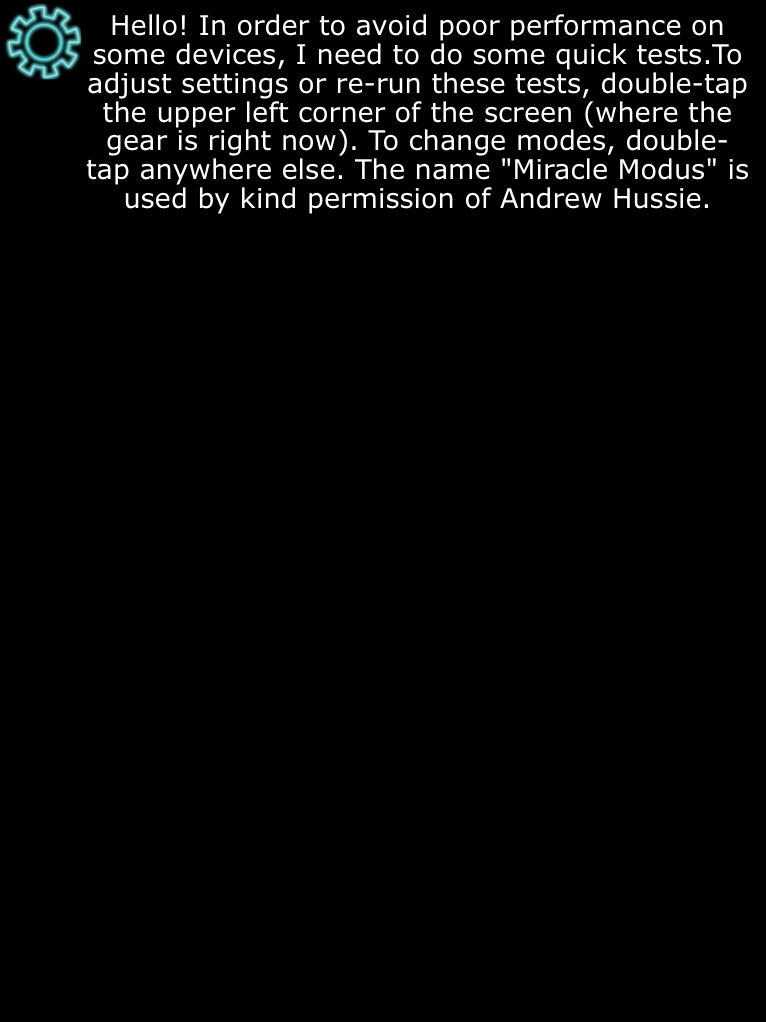 Hello! In order to avoid poor performance on
some devices, I need to do some quick tests.To
adjust settings or re-run these tests, double-tap
the upper left corner of the screen (where the
gear is right now). To change modes, double-
tap anywhere else. The name "Miracle Modus" is
used by kind permission of Andrew Hussie.